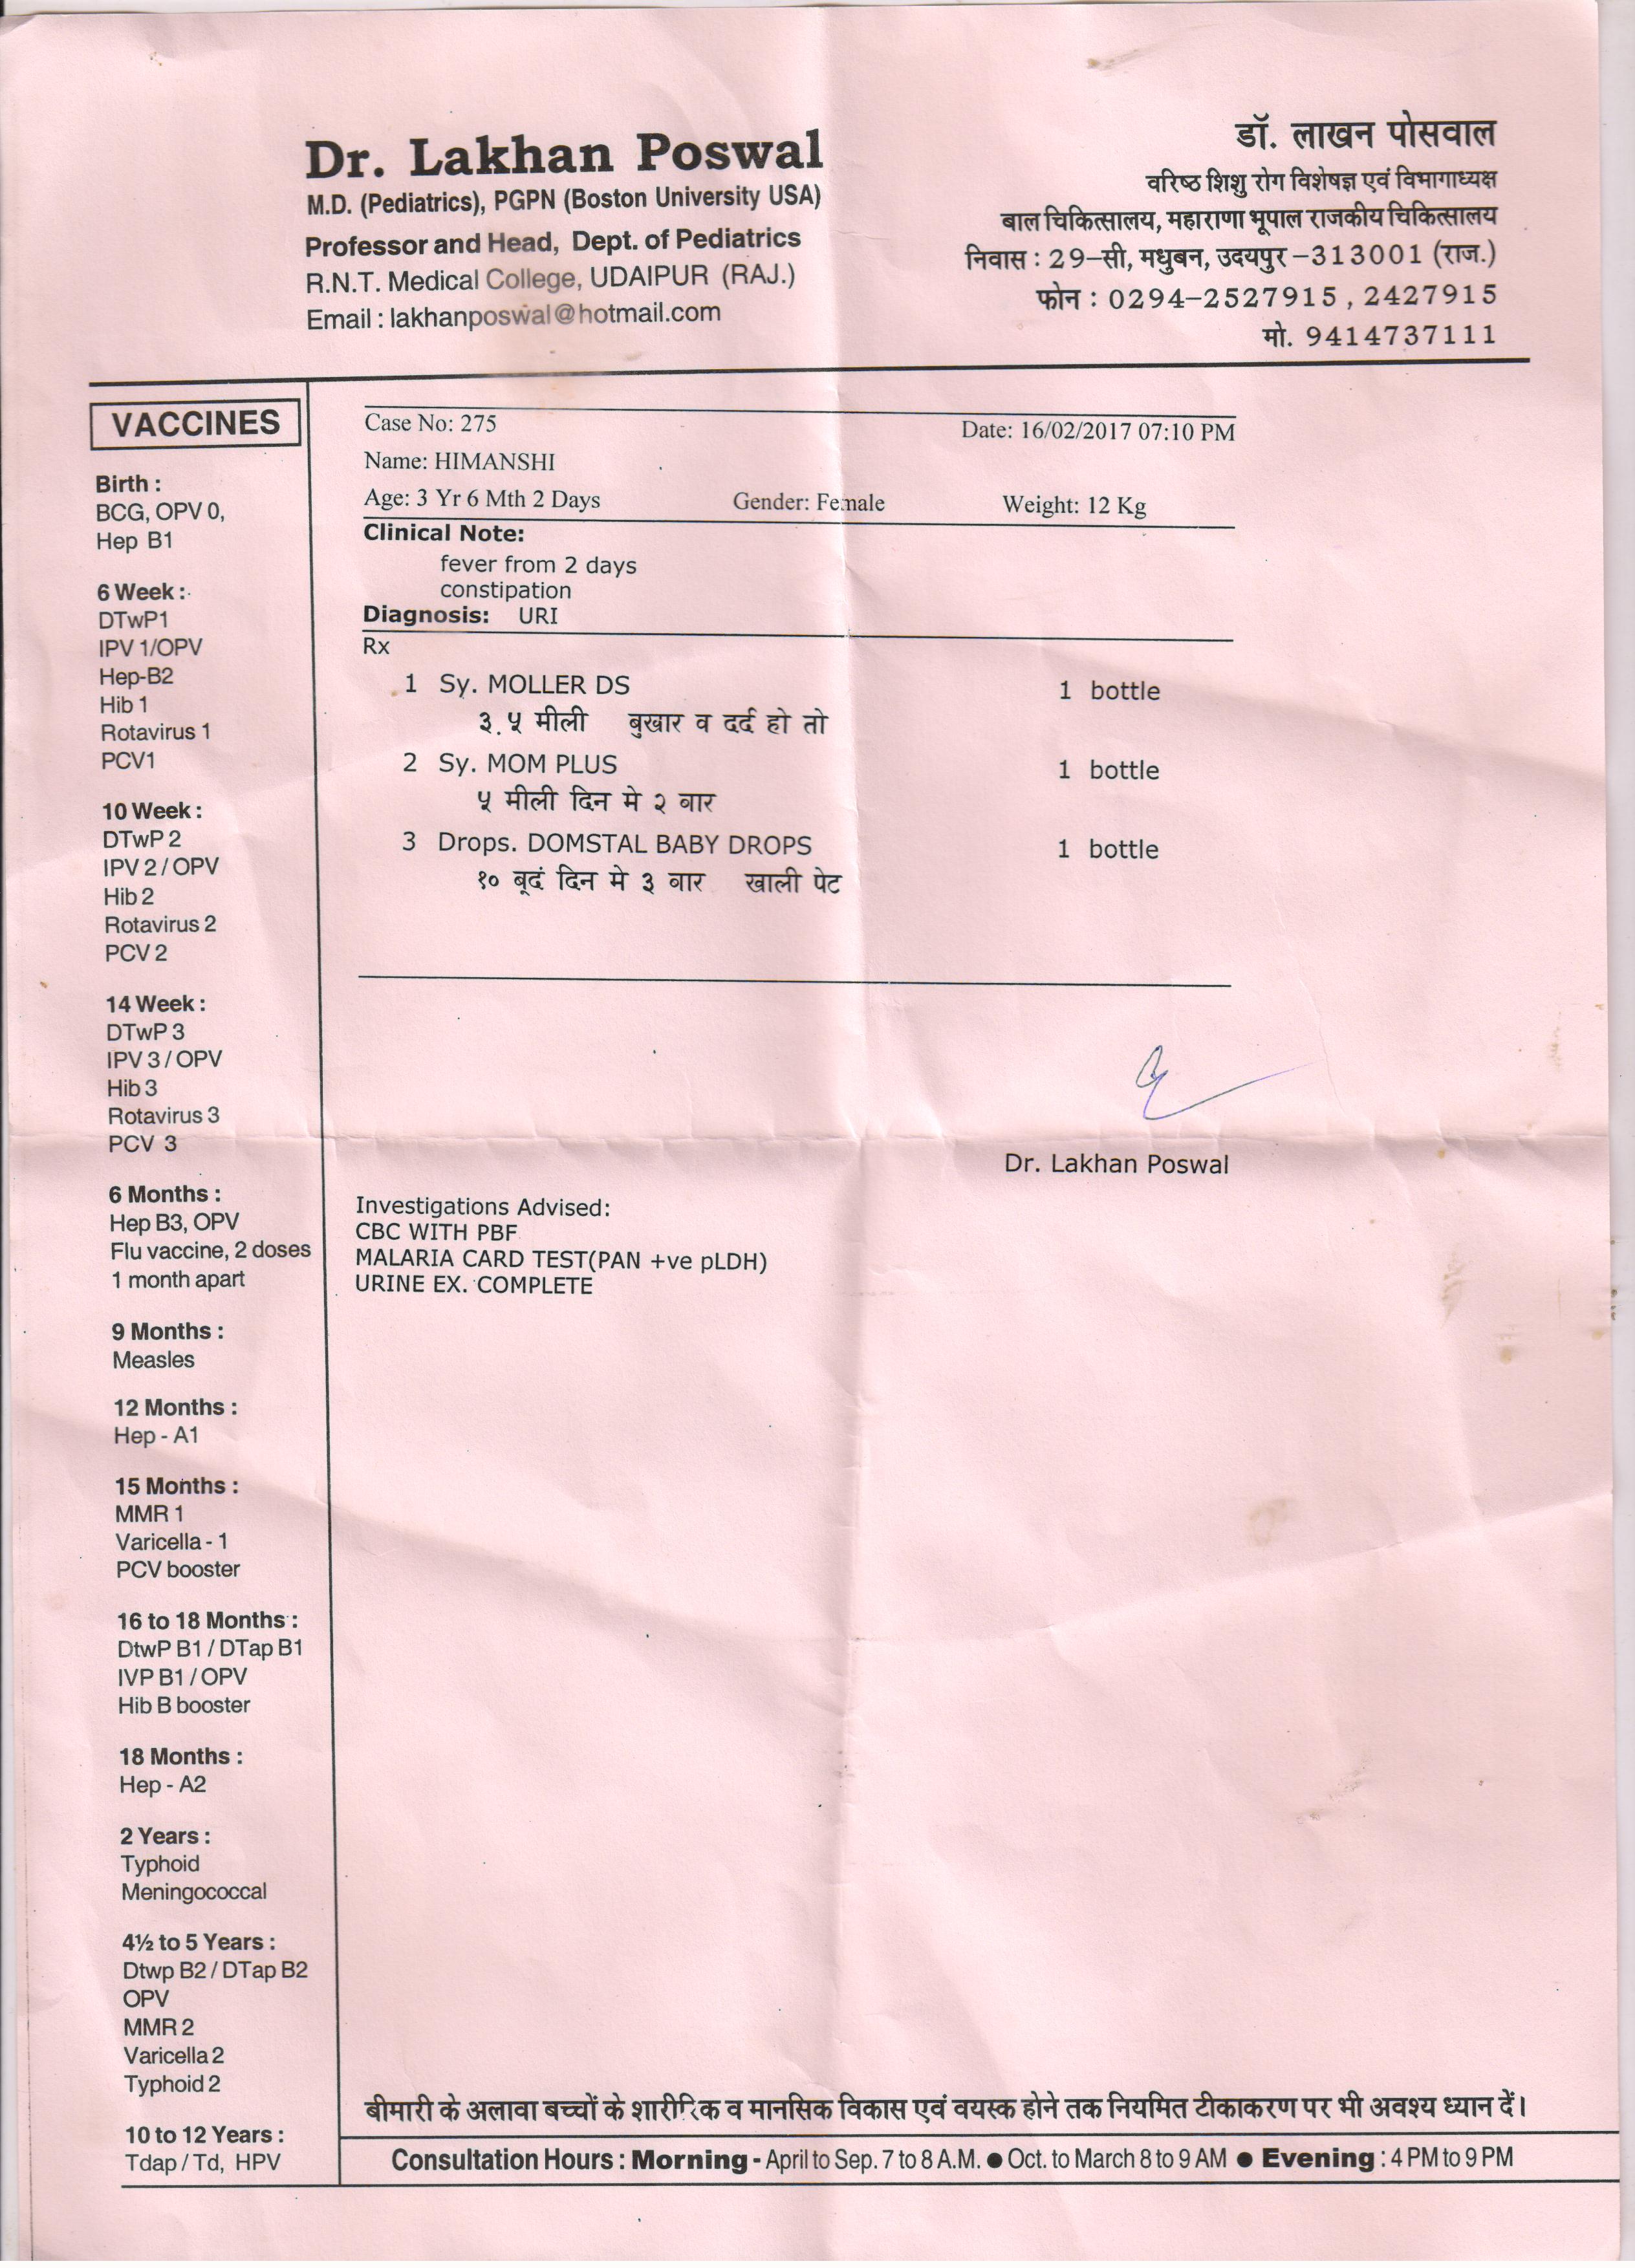 Dr. Lakhan Poswal
M.D. (Pediatrics), PGPN (Boston University USA)
Professor and Head, Dept. of Pediatrics
R.N.T. Medical College, UDAIPUR (RAJ.)
Email : lakhanposwal@hotmail.com
डॉ. लाखन पोसवाल
वरिष्ठ शिशु रोग विशेषज्ञ एवं विभागाध्यक्ष
बाल चिकित्सालय, महाराणा भूपाल राजकीय चिकित्सालय
निवास : 29–सी, मधुबन, उदयपुर –313001 (राज.)
फोन : 0294–2527915 , 2427915
मो. 9414737111
VACCINES
Birth :
BCG, OPV 0,
Hep B1
6 Week :
DTwP1
IPV 1/OPV
Hep-B2
Hib 1
Rotavirus 1
PCV1
10 Week :
DTwP 2
IPV 2 / OPV
Hib 2
Rotavirus 2
PCV 2
14 Week :
DTwP 3
IPV 3 / OPV
Hib 3
Rotavirus 3
PCV 3
6 Months :
Hep B3, OPV
Flu vaccine, 2 doses
1 month apart
9 Months :
Measles
12 Months :
Hep - A1
15 Months :
MMR 1
Varicella - 1
PCV booster
16 to 18 Months :
DtwP B1 / DTap B1
IVP B1 / OPV
Hib B booster
18 Months :
Hep - A2
2 Years :
Typhoid
Meningococcal
4½ to 5 Years :
Dtwp B2 / DTap B2
OPV
MMR 2
Varicella 2
Typhoid 2
10 to 12 Years :
Tdap / Td, HPV
Case No: 275 Date: 16/02/2017 07:10 PM
Name: HIMANSHI
Age: 3 Yr 6 Mth 2 Days Gender: Female Weight: 12 Kg
Clinical Note:
fever from 2 days
constipation
Diagnosis: URI
Rx
1 Sy. MOLLER DS 1 bottle
३.५ मीली बुखार व दर्द हो तो
2 Sy. MOM PLUS 1 bottle
५ मीली दिन मे २ वार
3 Drops. DOMSTAL BABY DROPS 1 bottle
१० बूदं दिन मे ३ वार खाली पेट
Dr. Lakhan Poswal
Investigations Advised:
CBC WITH PBF
MALARIA CARD TEST(PAN +ve pLDH)
URINE EX. COMPLETE
बीमारी के अलावा बच्चों के शारीरिक व मानसिक विकास एवं वयस्क होने तक नियमित टीकाकरण पर भी अवश्य ध्यान दें।
Consultation Hours : Morning - April to Sep. 7 to 8 A.M. ● Oct. to March 8 to 9 AM ● Evening : 4 PM to 9 PM